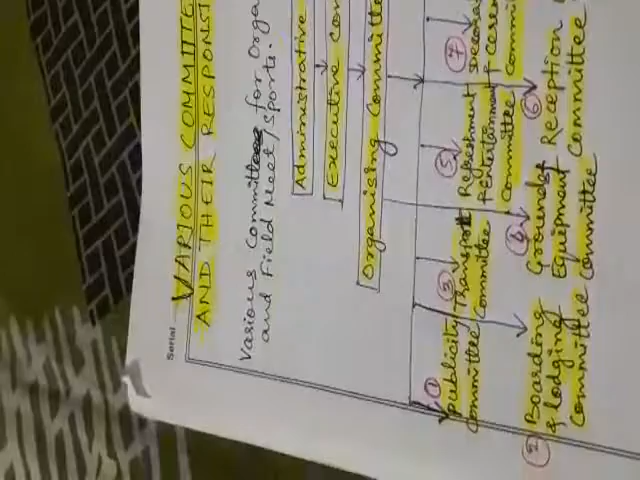 Serial
VARIOUS COMMITTE
AND THEIR RESPONSI
Various Committee for Orga
and Field Meet/Sports.
Administrative
Executive Com
Organising Committe
① Publicity Committee
② Boarding & lodging Committee
③ Transport Committee
④ Grounds & Equipment Committee
⑤ Refreshment & Entertainment Committee
⑥ Reception Committee
⑦